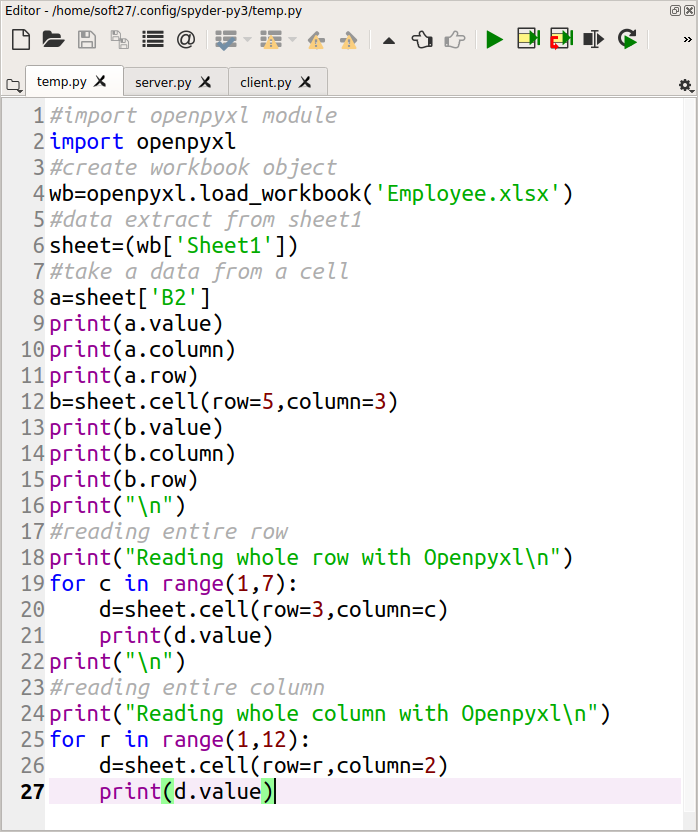 Editor - /home/soft27/.config/spyder-py3/temp.py
temp.py
server.py
client.py
1 #import openpyxl module
2 import openpyxl
3 #create workbook object
4 wb=openpyxl.load_workbook('Employee.xlsx')
5 #data extract from sheet1
6 sheet=(wb['Sheet1'])
7 #take a data from a cell
8 a=sheet['B2']
9 print(a.value)
10 print(a.column)
11 print(a.row)
12 b=sheet.cell(row=5,column=3)
13 print(b.value)
14 print(b.column)
15 print(b.row)
16 print("\n")
17 #reading entire row
18 print("Reading whole row with Openpyxl\n")
19 for c in range(1,7):
20     d=sheet.cell(row=3,column=c)
21     print(d.value)
22 print("\n")
23 #reading entire column
24 print("Reading whole column with Openpyxl\n")
25 for r in range(1,12):
26     d=sheet.cell(row=r,column=2)
27     print(d.value)